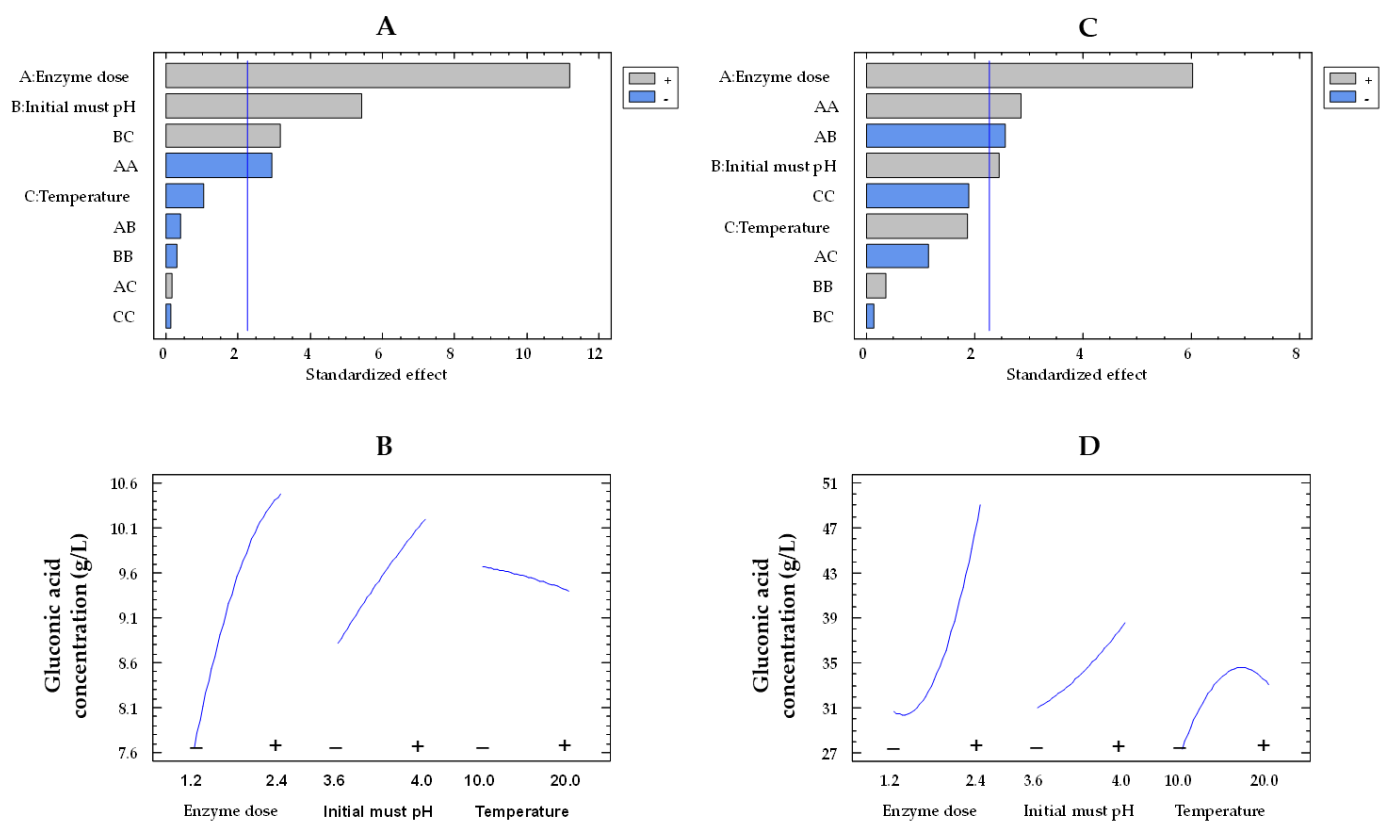 A
A:Enzyme dose
B:Initial must pH
BC
AA
C:Temperature
AB
BB
AC
CC
+
-
0 2 4 6 8 10 12
Standardized effect
C
A:Enzyme dose
AA
AB
B:Initial must pH
CC
C:Temperature
AC
BB
BC
+
-
0 2 4 6 8
Standardized effect
B
Gluconic acid
concentration (g/L)
10.6
10.1
9.6
9.1
8.6
8.1
7.6
− + − + − +
1.2 2.4 3.6 4.0 10.0 20.0
Enzyme dose Initial must pH Temperature
D
Gluconic acid
concentration (g/L)
51
47
43
39
35
31
27
− + − + − +
1.2 2.4 3.6 4.0 10.0 20.0
Enzyme dose Initial must pH Temperature